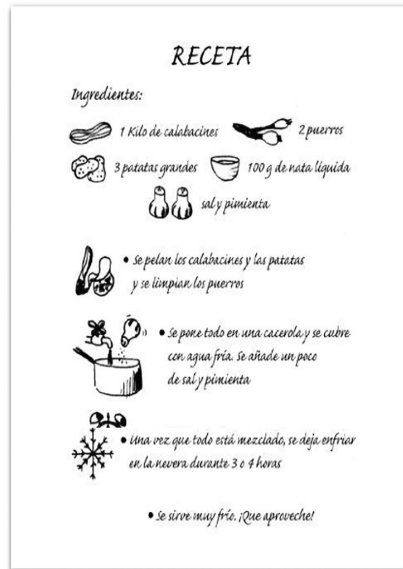 RECETA
Ingredientes:
1 Kilo de calabacines
2 puerros
3 patatas grandes
100 g de nata líquida
sal y pimienta
• Se pelan los calabacines y las patatas
y se limpian los puerros
• Se pone todo en una cacerola y se cubre
con agua fría. Se añade un poco
de sal y pimienta
• Una vez que todo está mezclado, se deja enfriar
en la nevera durante 3 o 4 horas
• Se sirve muy frío. ¡Que aproveche!